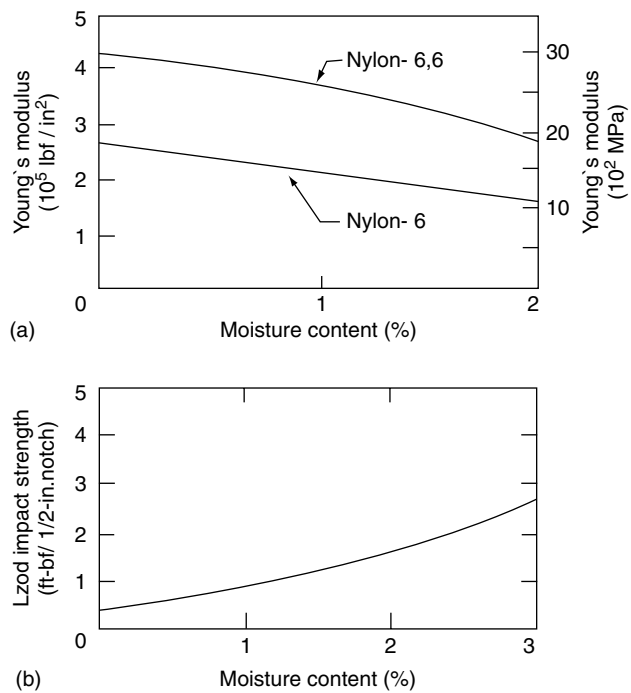 5
4
3
2
1
0
Young`s modulus
(10⁵ lbf / in²)
Nylon- 6,6
Nylon- 6
30
20
10
Young`s modulus
(10² MPa)
1
2
(a)
Moisture content (%)
5
4
3
2
1
0
Lzod impact strength
(ft-bf/ 1/2-in.notch)
1
2
3
(b)
Moisture content (%)